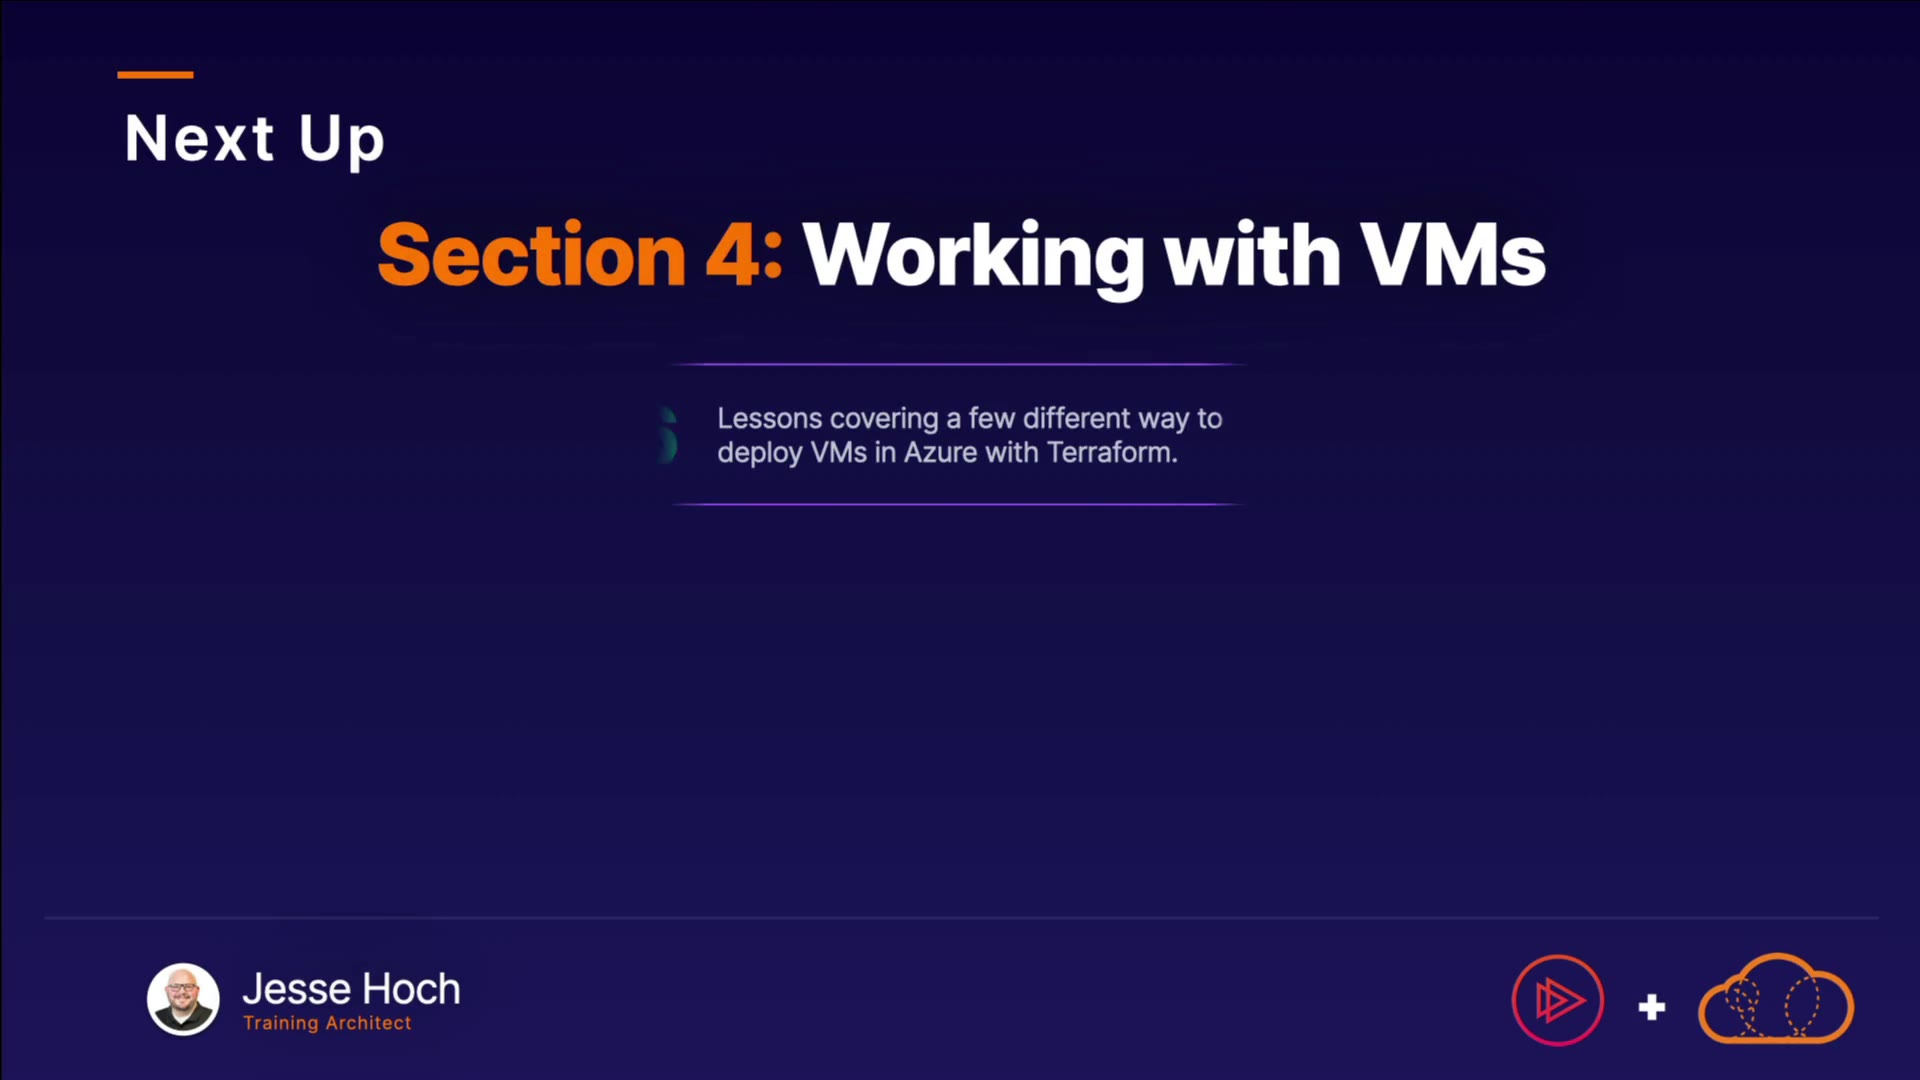 Next Up
Section 4: Working with VMs
Lessons covering a few different way to
deploy VMs in Azure with Terraform.
Jesse Hoch
Training Architect